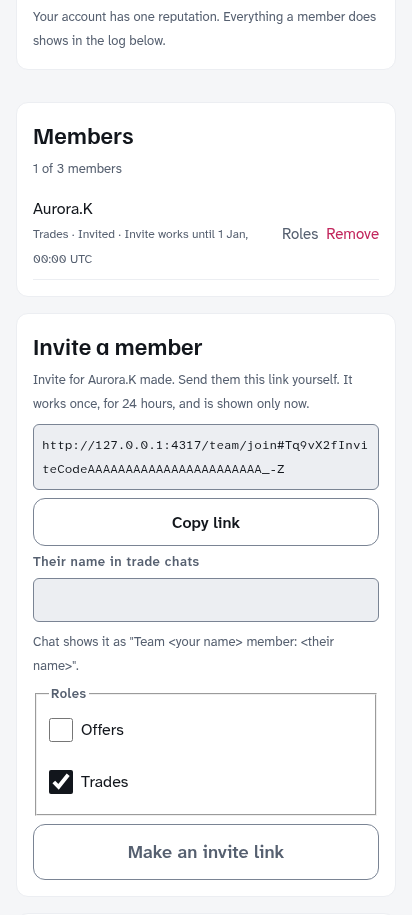 Your account has one reputation. Everything a member does
shows in the log below.
Members
1 of 3 members
Aurora.K
Trades · Invited · Invite works until 1 Jan,
00:00 UTC
Roles Remove
Invite a member
Invite for Aurora.K made. Send them this link yourself. It
works once, for 24 hours, and is shown only now.
http://127.0.0.1:4317/team/join#Tq9vX2fInvi
teCodeAAAAAAAAAAAAAAAAAAAAAAA_-Z
Copy link
Their name in trade chats
Chat shows it as "Team <your name> member: <their
name>".
Roles
Offers
Trades
Make an invite link